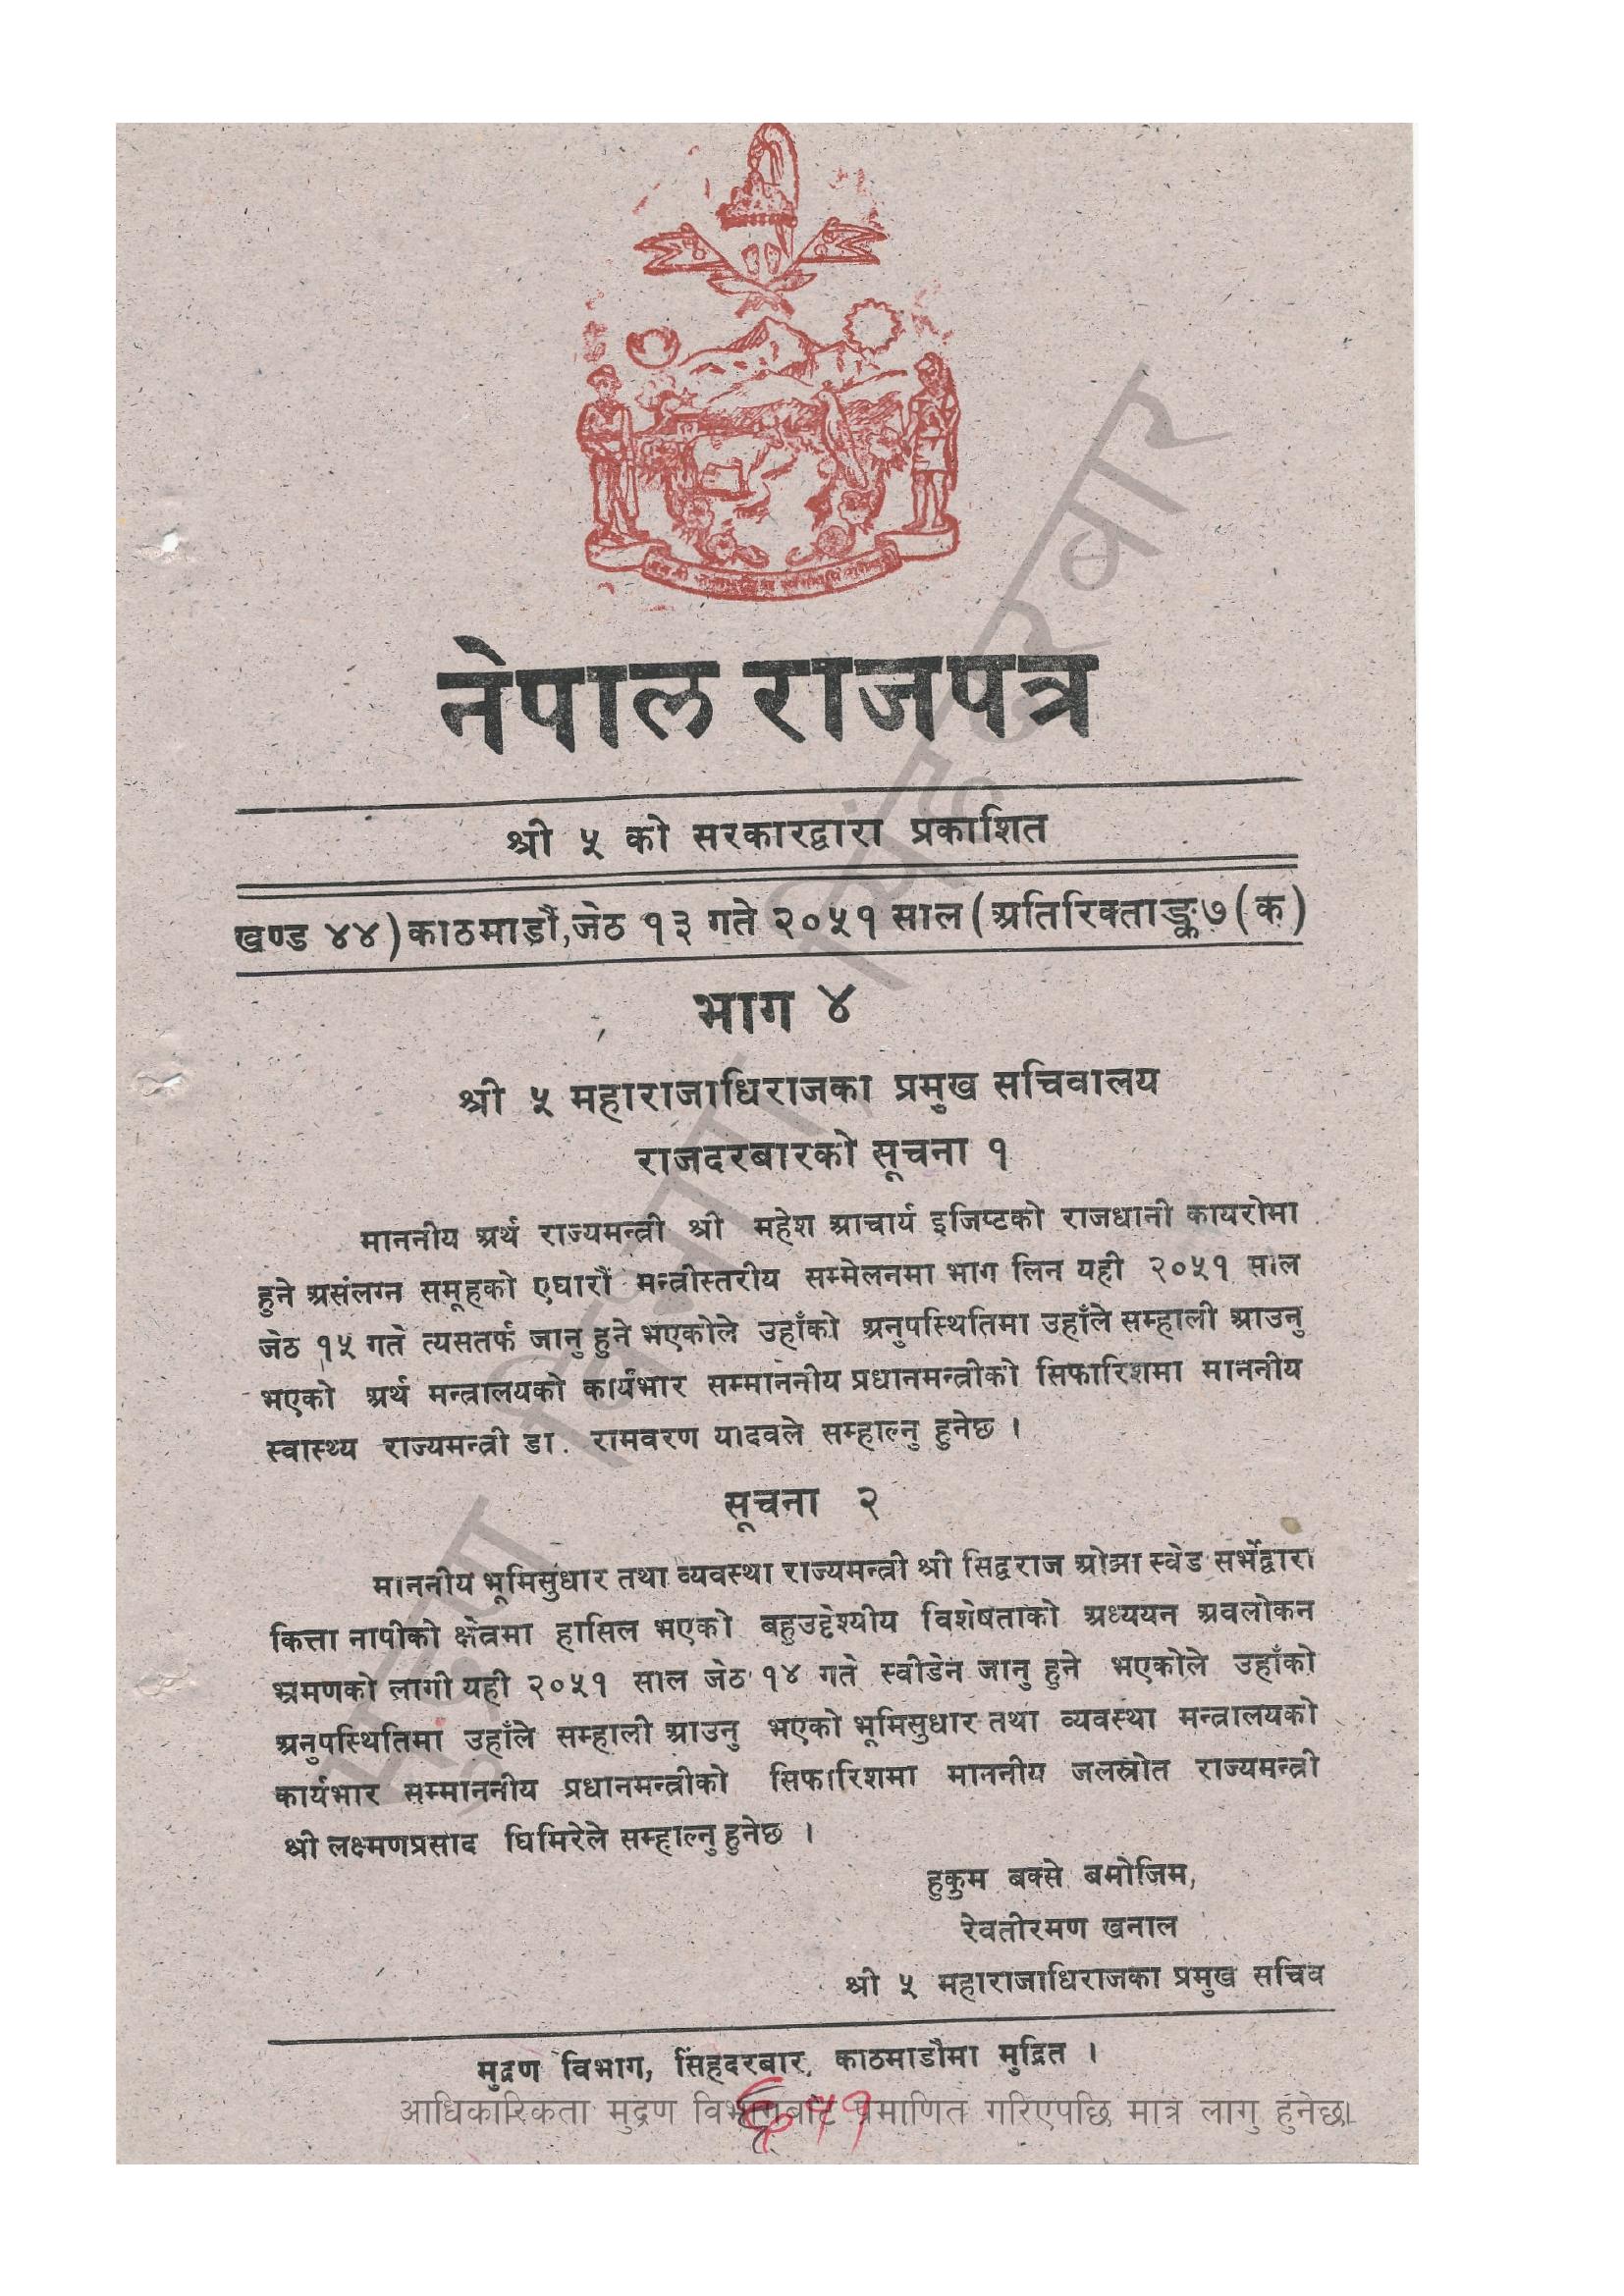 नेपाल राजपत्र
श्री ५ को सरकारद्वारा प्रकाशित
खण्ड ४४) काठमाडौं, जेठ १३ गते २०५१ साल (अतिरिक्ताङ्क ७ (क)
भाग ४
श्री ५ महाराजाधिराजका प्रमुख सचिवालय
राजदरबारको सूचना १
माननीय अर्थ राज्यमन्त्री श्री महेश आचार्य इजिप्टको राजधानी कायरोमा
हुने असंलग्न समूहको एघारौं मन्त्रीस्तरीय सम्मेलनमा भाग लिन यही २०५१ साल
जेठ १५ गते त्यसतर्फ जानु हुने भएकोले उहाँको अनुपस्थितिमा उहाँले सम्हाली आउनु
भएको अर्थ मन्त्रालयको कार्यभार सम्माननीय प्रधानमन्त्रीको सिफारिशमा माननीय
स्वास्थ्य राज्यमन्त्री डा. रामवरण यादवले सम्हाल्नु हुनेछ ।
सूचना २
माननीय भूमिसुधार तथा व्यवस्था राज्यमन्त्री श्री सिद्वराज ओझा स्वेड सर्भेद्वारा
कित्ता नापीको क्षेत्रमा हासिल भएको बहुउद्देश्यीय विशेषताको अध्ययन अवलोकन
भ्रमणको लागी यही २०५१ साल जेठ १४ गते स्वीडेन जानु हुने भएकोले उहाँको
अनुपस्थितिमा उहाँले सम्हाली आउनु भएको भूमिसुधार तथा व्यवस्था मन्त्रालयको
कार्यभार सम्माननीय प्रधानमन्त्रीको सिफारिशमा माननीय जलस्रोत राज्यमन्त्री
श्री लक्ष्मणप्रसाद घिमिरेले सम्हाल्नु हुनेछ ।
हुकुम बक्से बमोजिम,
रेवतीरमण खनाल
श्री ५ महाराजाधिराजका प्रमुख सचिव
मुद्रण विभाग, सिंहदरबार, काठमाडौंमा मुद्रित ।
आधिकारिकता मुद्रण विभागबाट प्रमाणित गरिएपछि मात्र लागु हुनेछ।
मुद्रण विभाग, सिंहदरबार